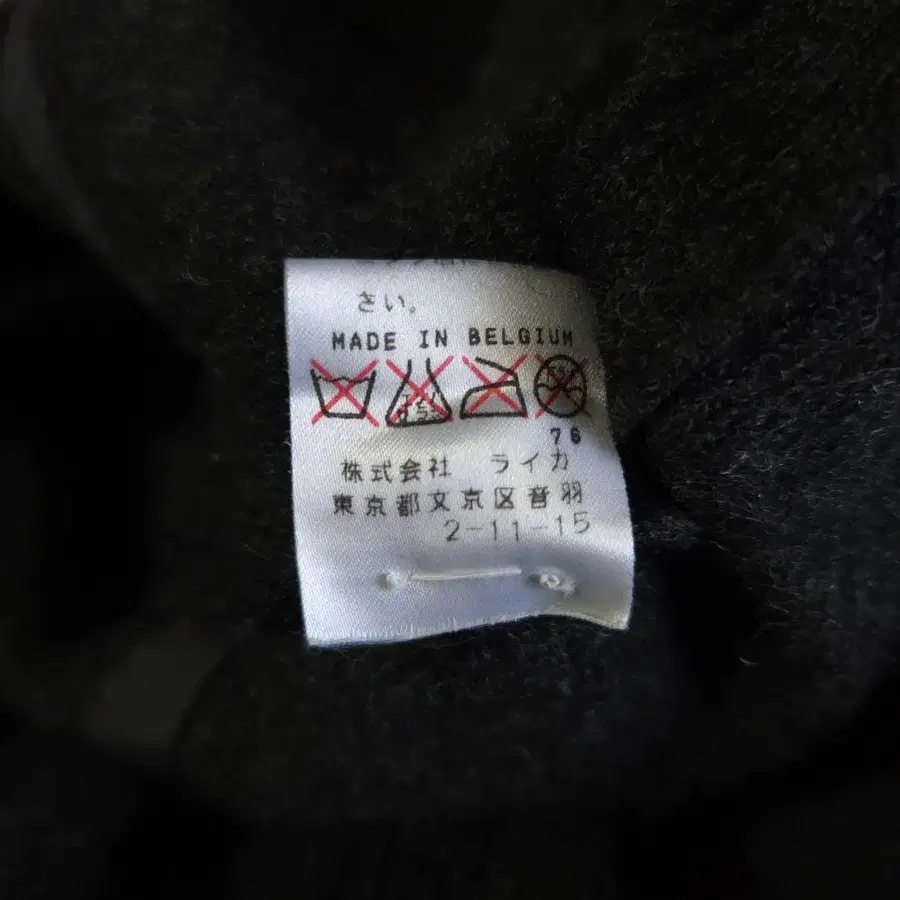 さい。
MADE IN BELGIUM
76
株式会社 ライカ
東京都文京区音羽
2-11-15